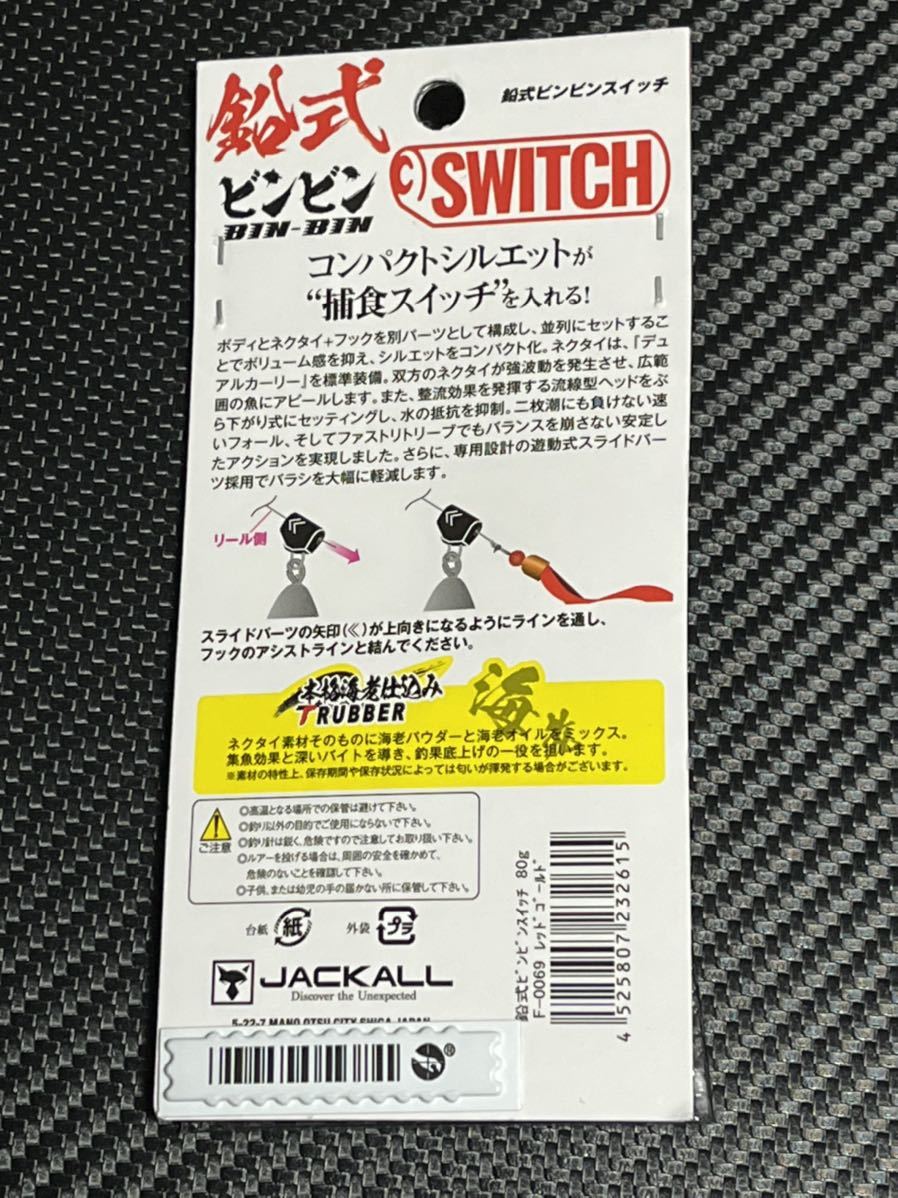 鉛式
鉛式ビンビンスイッチ
ビンビン
BIN-BIN
SWITCH
コンパクトシルエットが
“捕食スイッチ”を入れる!
ボディとネクタイ+フックを別パーツとして構成し、並列にセットするこ
とでボリューム感を抑え、シルエットをコンパクト化。ネクタイは、『デュ
アルカーリー』を標準装備。双方のネクタイが強波動を発生させ、広範
囲の魚にアピールします。また、整流効果を発揮する流線型ヘッドをぶ
ら下がり式にセッティングし、水の抵抗を抑制。二枚潮にも負けない速
いフォール、そしてファストリトリーブでもバランスを崩さない安定し
たアクションを実現しました。さらに、専用設計の遊動式スライドパー
ツ採用でバラシを大幅に軽減します。
リール側
スライドパーツの矢印(≪)が上向きになるようにラインを通し、
フックのアシストラインと結んでください。
本格海老仕込み
T RUBBER
海老
ネクタイ素材そのものに海老パウダーと海老オイルをミックス。
集魚効果と深いバイトを導き、釣果底上げの一役を担います。
※素材の特性上、保存期間や保存状況によっては匂いが揮発する場合がございます。
ご注意
◎高温となる場所での保管は避けて下さい。
◎釣り以外の目的でご使用にならないで下さい。
◎釣り針は鋭く、危険ですので注意してお取り扱い下さい。
◎ルアーを投げる場合は、周囲の安全を確かめて、
危険のないことを確認して下さい。
◎子供、または幼児の手の届かない所に保管して下さい。
台紙 紙 外袋 プラ
JACKALL
Discover the Unexpected
5-22-7 MANO OTSU CITY SHIGA JAPAN
鉛式ビンビンスイッチ 80g
F-0069 レッドゴールド
4 525807 232615
®